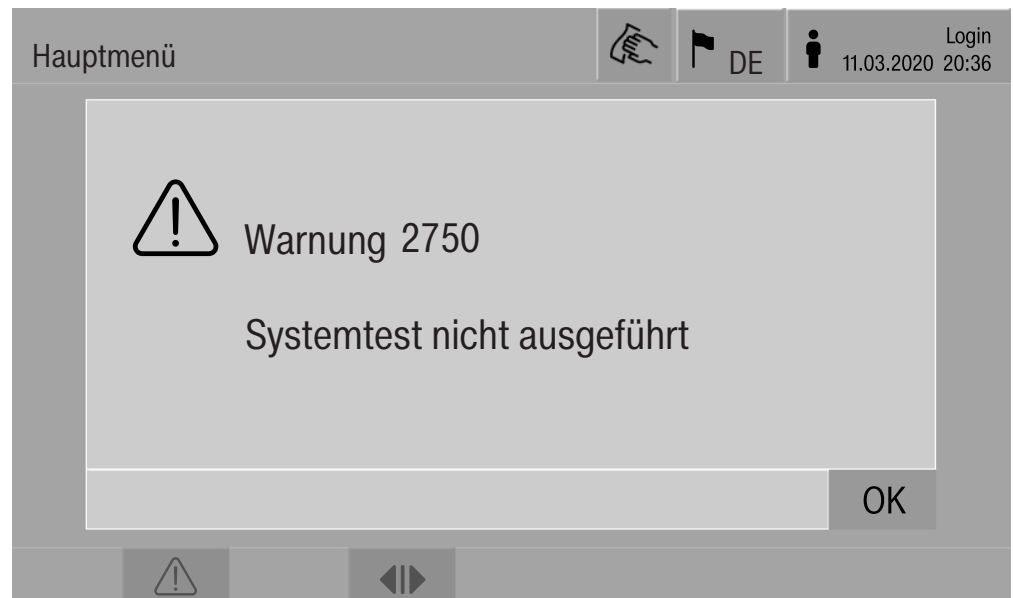 Hauptmenü
DE
Login
11.03.2020 20:36
Warnung 2750
Systemtest nicht ausgeführt
OK